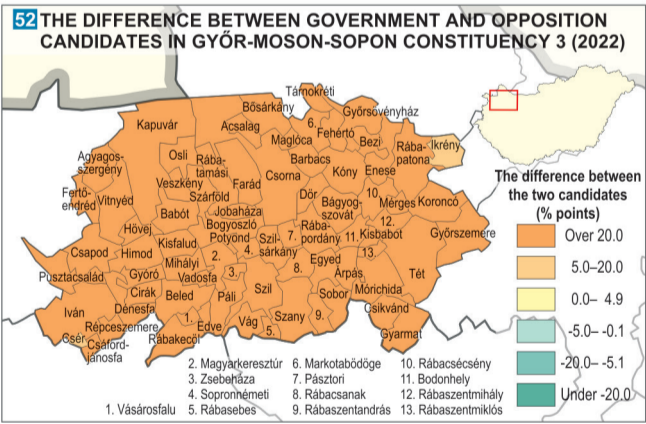 52 THE DIFFERENCE BETWEEN GOVERNMENT AND OPPOSITION
CANDIDATES IN GYŐR-MOSON-SOPRON CONSTITUENCY 3 (2022)
Tárnokréti
Bősárkány
Győrsövényház
Kapuvár
Acsalag
6.
Fehértó
Maglóca
Bezi
Rába-
patona
Ikrény
Agyagos-
szergény
Osli
Rába-
tamási
Barbacs
Kóny
Enese
Veszkény
Farád
Csorna
Fertő-
endréd
Vitnyéd
Szárföld
Dör
10.
Mérges
Koroncó
Babót
Jobaháza
Bágyog-
szovát
Bogyoszló
12.
Hövej
Potyond
Szil-
sárkány
7.
Rába-
pordány
11.
Kisbabot
Győrszemere
Kisfalud
4.
Csapod
Himod
2.
13.
Mihályi
Egyed
Pusztacsalád
Gyóró
Vadosfa
3.
8.
Árpás
Tét
Cirák
Beled
Páli
Szil
Sobor
Mórichida
Iván
Dénesfa
Csikvánd
1.
Szany
9.
Répceszemere
Edve
Vág
5.
Csér
Csáford-
jánosfa
Rábakecöl
Gyarmat
The difference between
the two candidates
(% points)
Over 20.0
5.0–20.0
0.0– 4.9
-5.0– -0.1
-20.0– -5.1
Under -20.0
1. Vásárosfalu
2. Magyarkeresztúr
3. Zsebeháza
4. Sopronnémeti
5. Rábasebes
6. Markotabödöge
7. Pásztori
8. Rábacsanak
9. Rábaszentandrás
10. Rábacsécsény
11. Bodonhely
12. Rábaszentmihály
13. Rábaszentmiklós